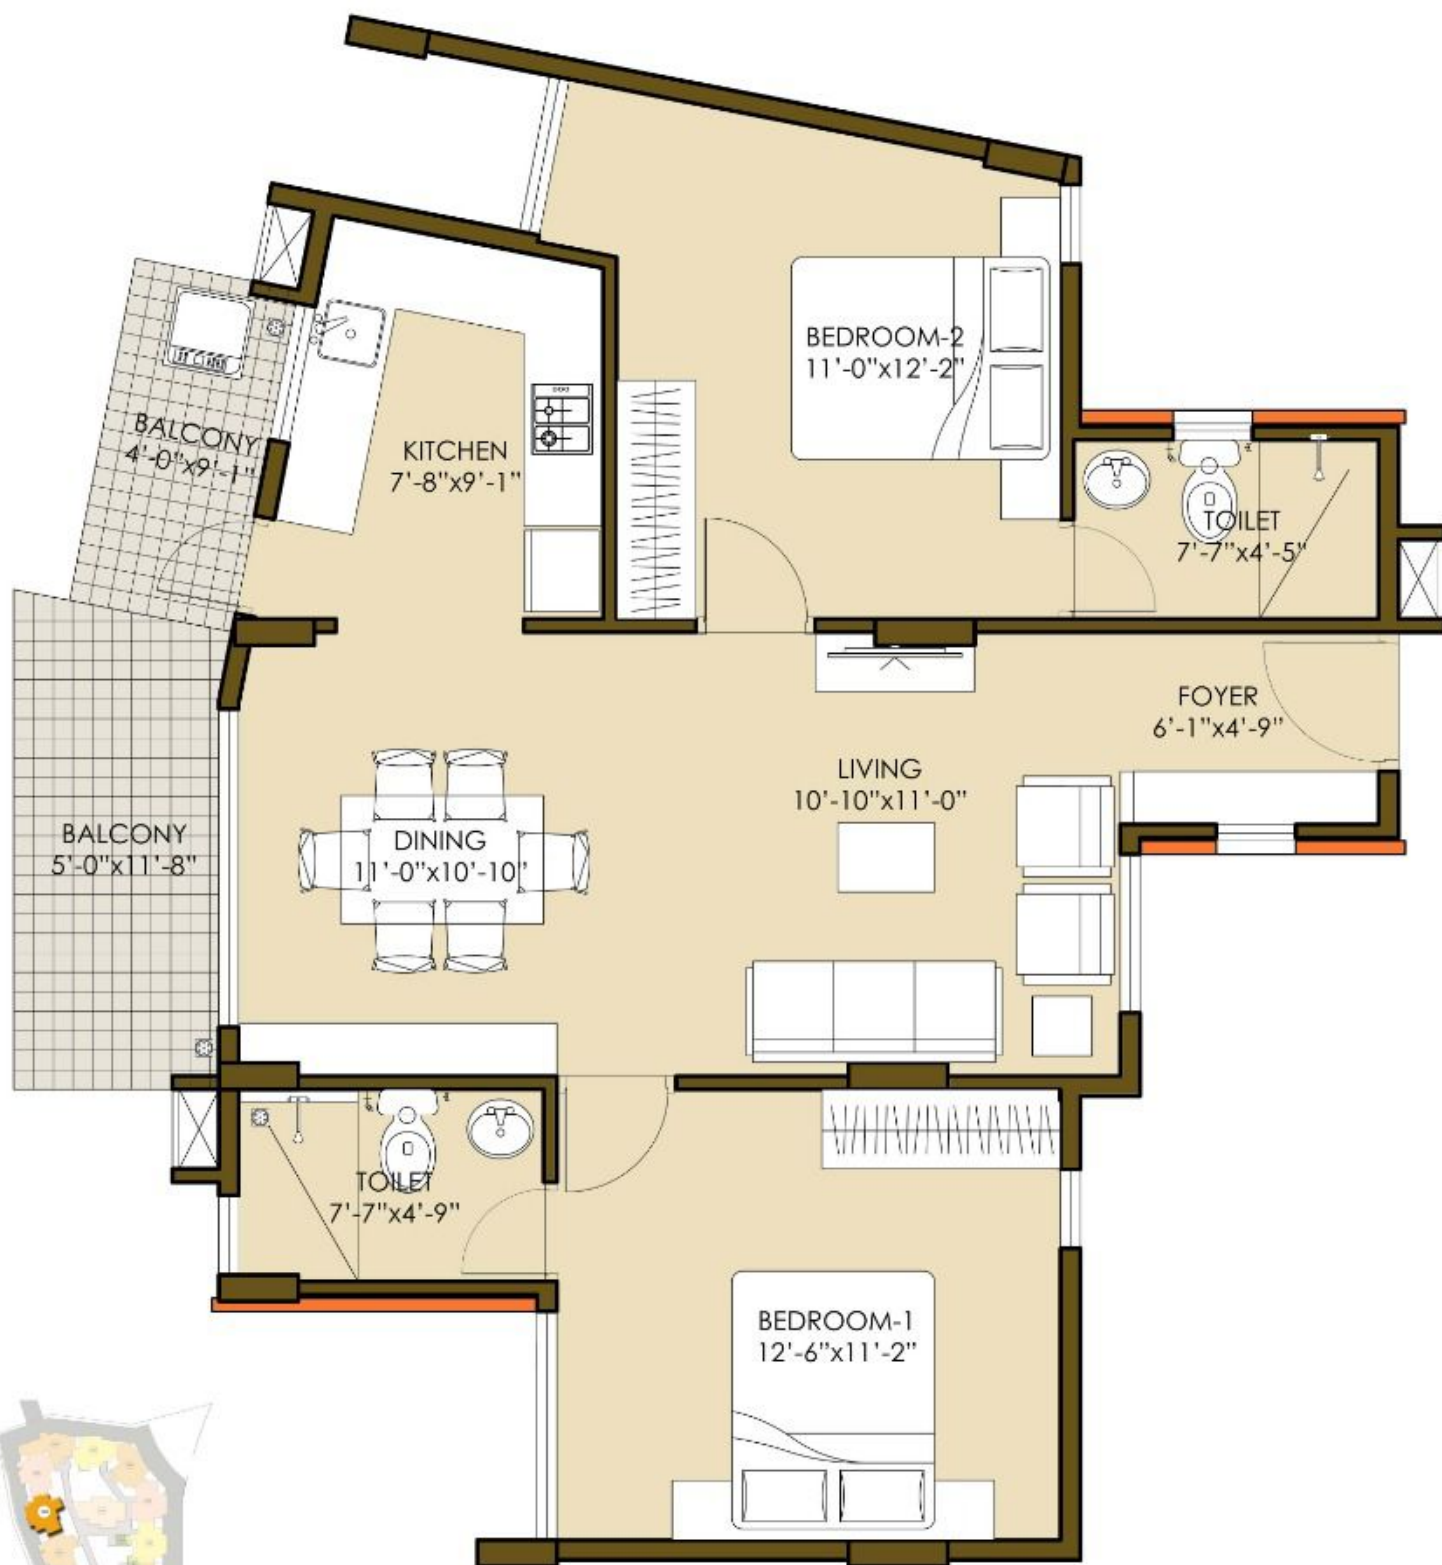 BEDROOM-2
11'-0"x12'-2"
BALCONY
4'-0"x9'-1"
KITCHEN
7'-8"x9'-1"
TOILET
7'-7"x4'-5"
FOYER
6'-1"x4'-9"
LIVING
10'-10"x11'-0"
BALCONY
5'-0"x11'-8"
DINING
11'-0"x10'-10"
TOILET
7'-7"x4'-9"
BEDROOM-1
12'-6"x11'-2"